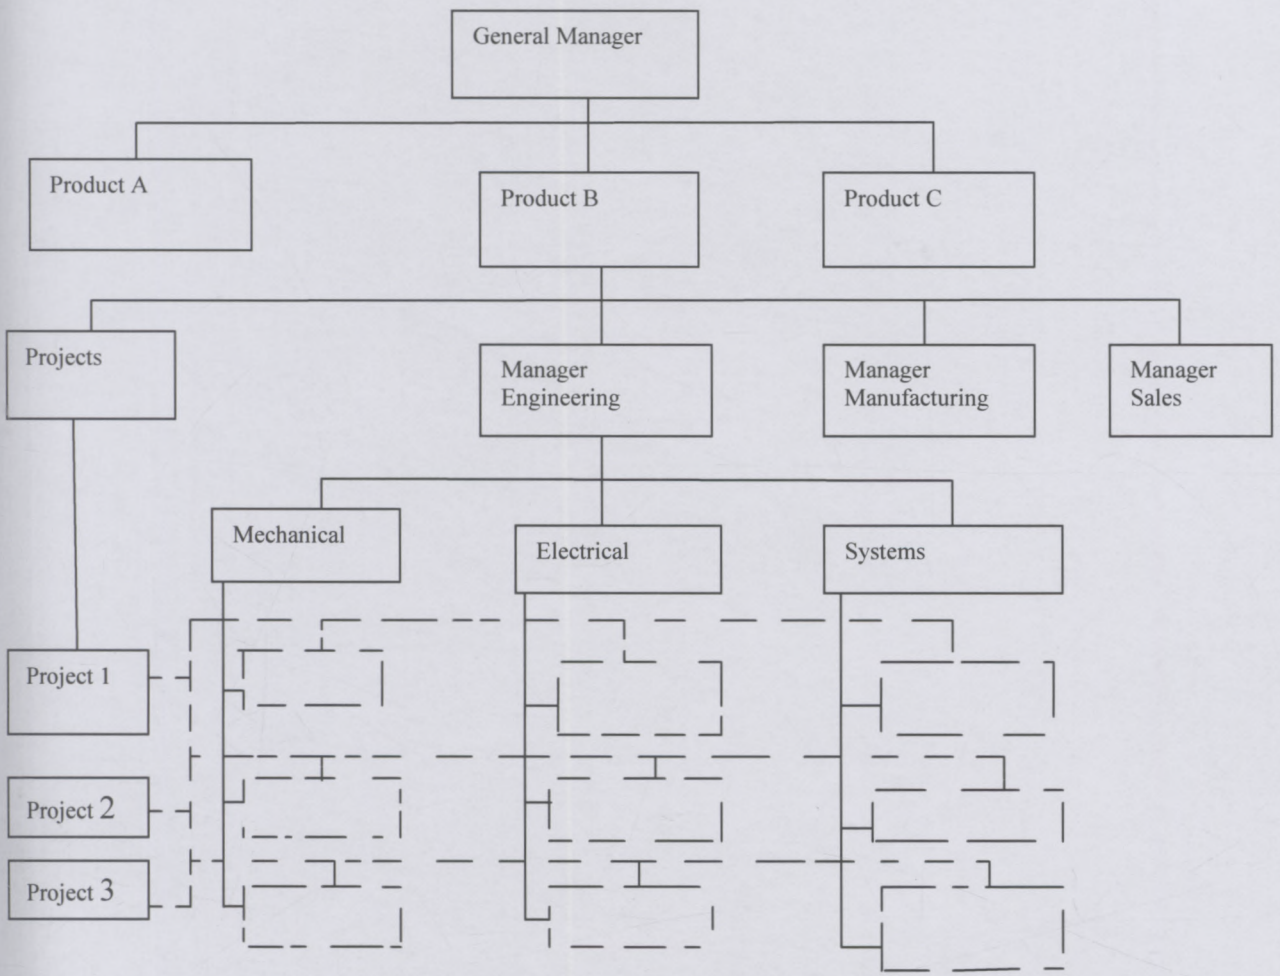 General Manager
Product A
Product B
Product C
Projects
Manager
Engineering
Manager
Manufacturing
Manager
Sales
Mechanical
Electrical
Systems
Project 1
Project 2
Project 3